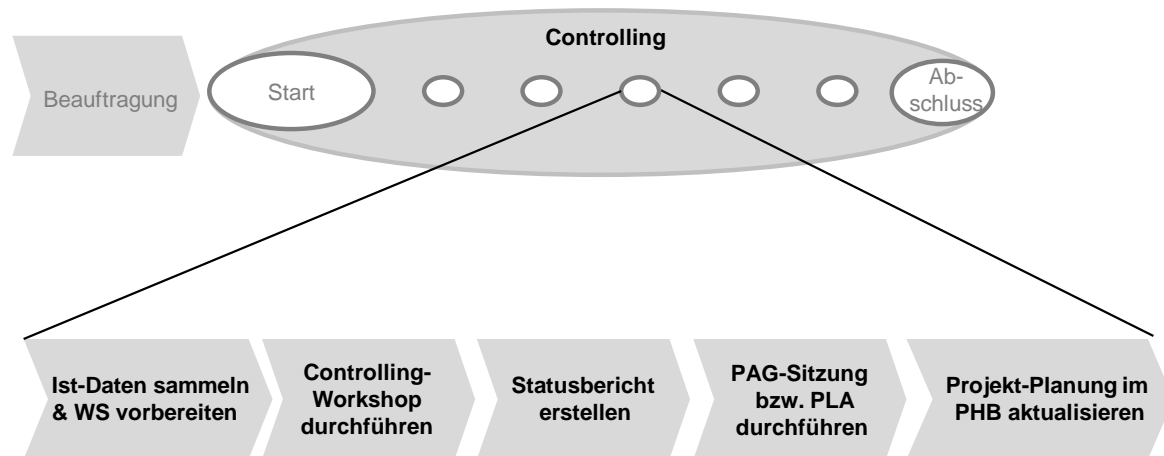 Controlling
Beauftragung
Start
Ab-
schluss
Ist-Daten sammeln
& WS vorbereiten
Controlling-
Workshop
durchführen
Statusbericht
erstellen
PAG-Sitzung
bzw. PLA
durchführen
Projekt-Planung im
PHB aktualisieren